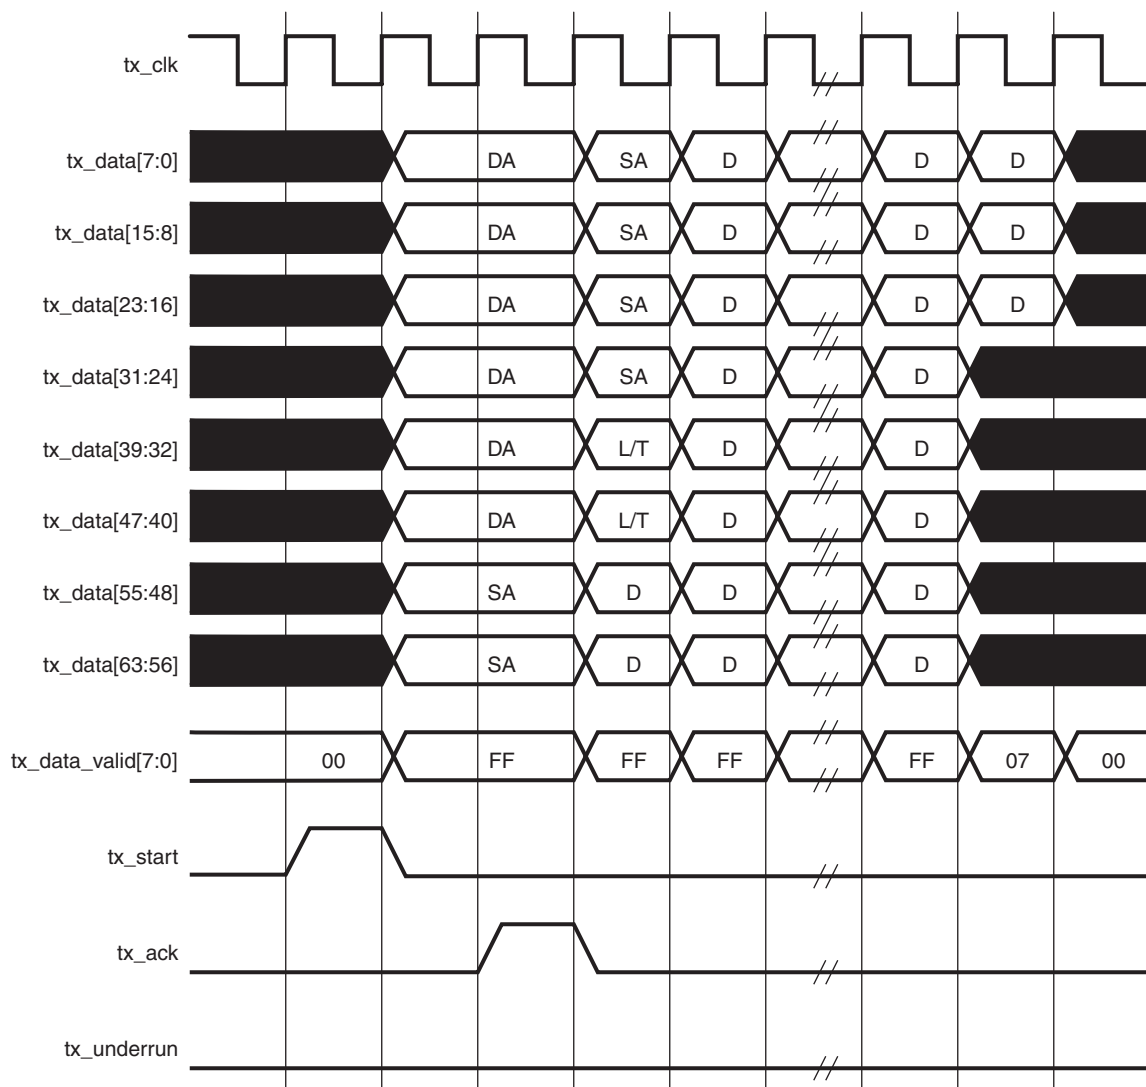 tx_clk
tx_data[7:0] DA SA D D D
tx_data[15:8] DA SA D D D
tx_data[23:16] DA SA D D D
tx_data[31:24] DA SA D D
tx_data[39:32] DA L/T D D
tx_data[47:40] DA L/T D D
tx_data[55:48] SA D D D
tx_data[63:56] SA D D D
tx_data_valid[7:0] 00 FF FF FF FF 07 00
tx_start
tx_ack
tx_underrun